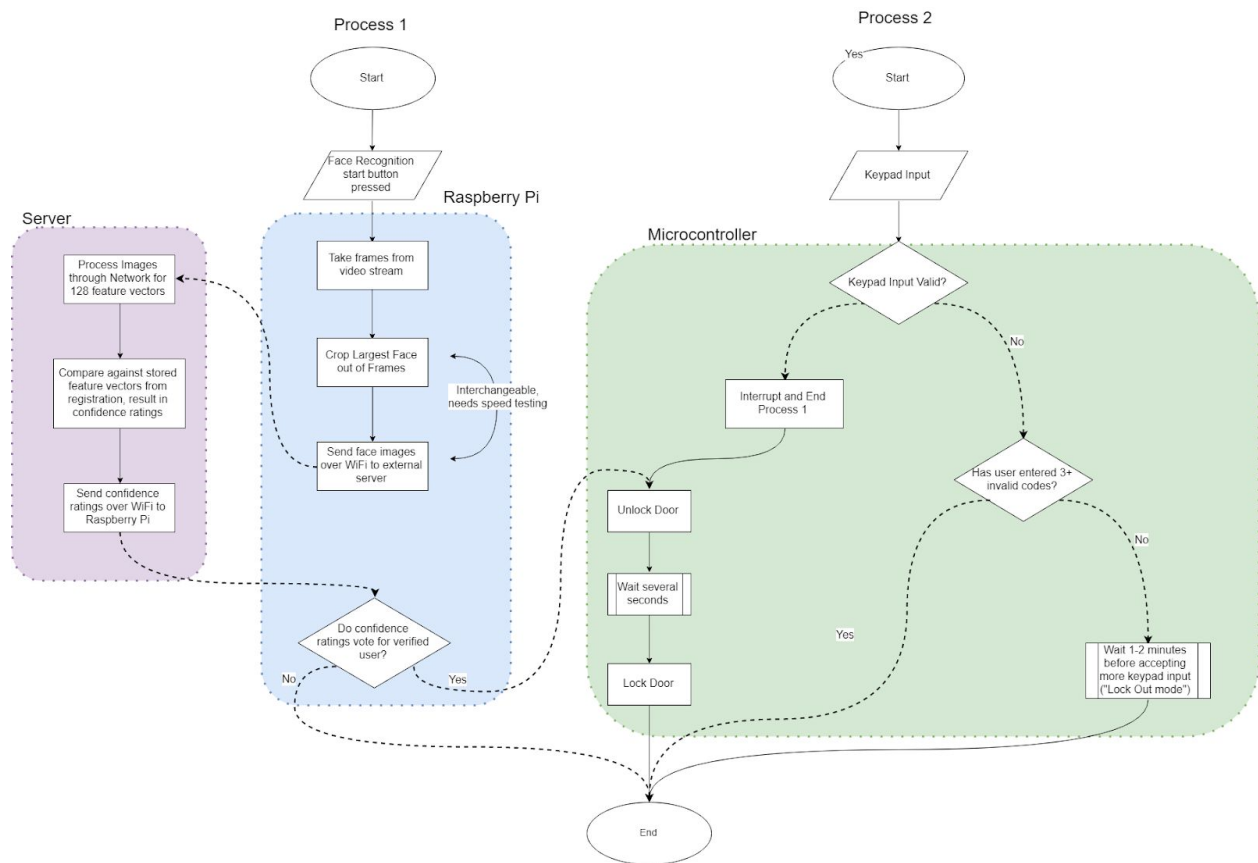 Process 1
Process 2
Start
Yes
Start
Face Recognition
start button
pressed
Keypad Input
Raspberry Pi
Server
Microcontroller
Process Images
through Network for
128 feature vectors
Take frames from
video stream
Keypad Input Valid?
No
Compare against stored
feature vectors from
registration, result in
confidence ratings
Crop Largest Face
out of Frames
Interchangeable,
needs speed testing
Interrupt and End
Process 1
Send face images
over WiFi to external
server
Has user entered 3+
invalid codes?
Send confidence
ratings over WiFi to
Raspberry Pi
Unlock Door
No
Wait several
seconds
Do confidence
ratings vote for verified
user?
No
Yes
Yes
Lock Door
Wait 1-2 minutes
before accepting
more keypad input
("Lock Out mode")
End